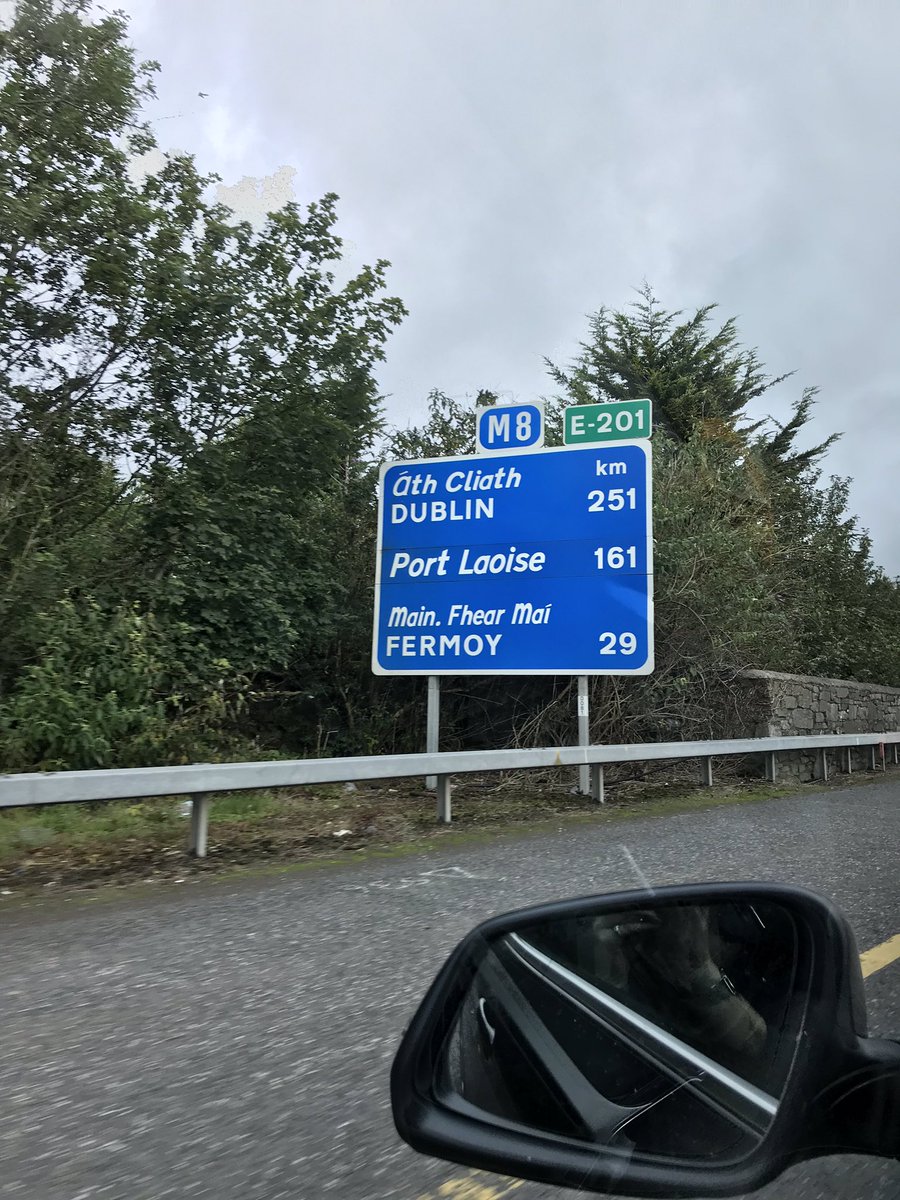 M8 E-201
Áth Cliath km
DUBLIN 251
Port Laoise 161
Main. Fhear Maí
FERMOY 29